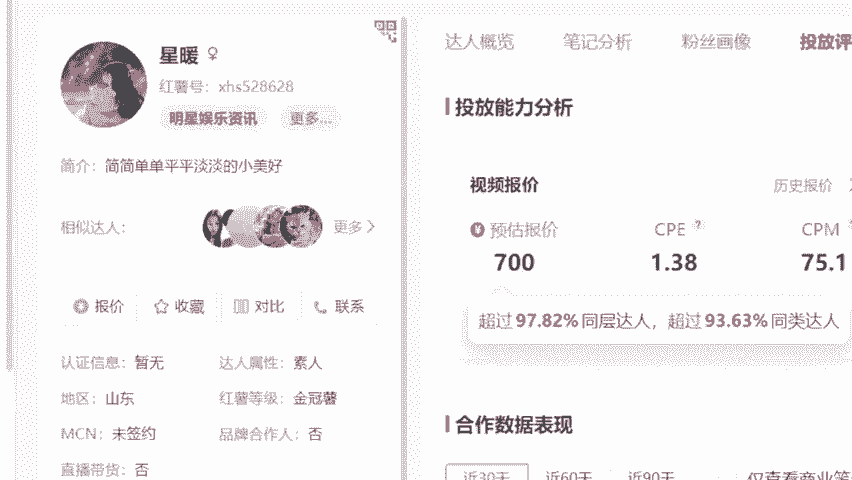 星暖
红薯号：xhs528628
明星娱乐资讯 更多...
简介：简简单单平平淡淡的小美好
相似达人：
更多
报价 收藏 对比 联系
认证信息：暂无 达人属性：素人
地区：山东 红薯等级：金冠薯
MCN：未签约 品牌合作人：否
直播带货：否
达人概览 笔记分析 粉丝画像 投放评
投放能力分析
视频报价 历史报价
预估报价 CPE ? CPM
700 1.38 75.1
超过97.82%同层达人，超过93.63%同类达人
合作数据表现
近30天 近60天 近90天 仅查看商业笔